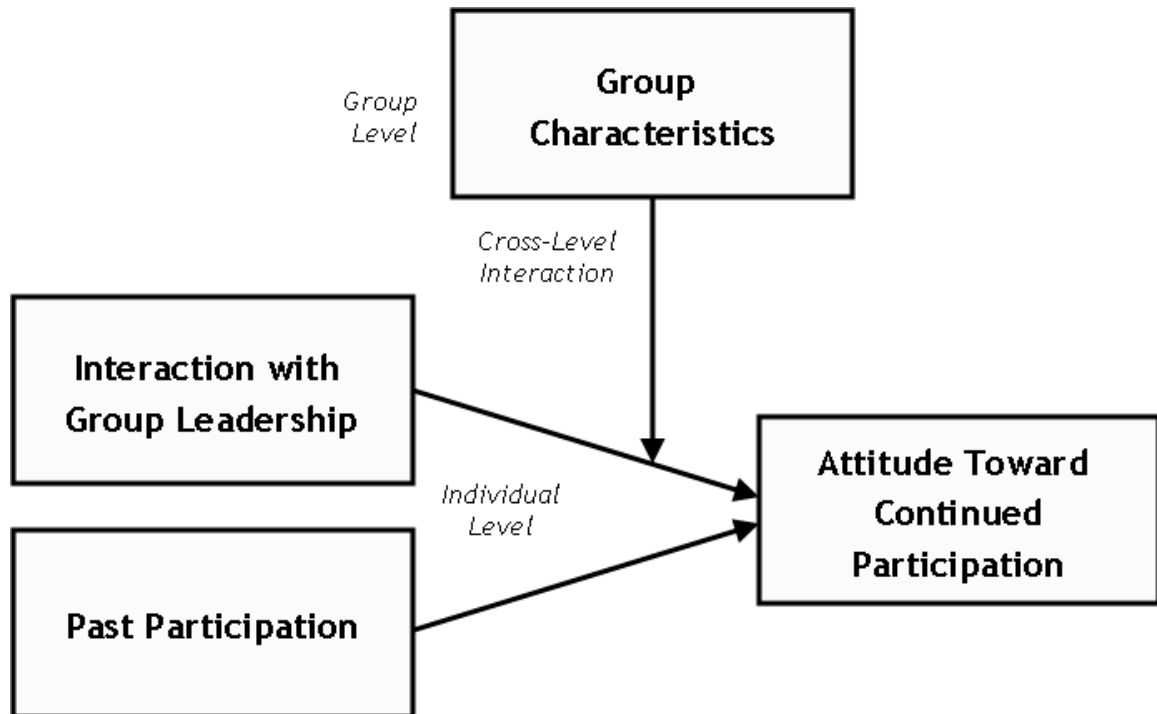 Group
Characteristics
Group
Level
Cross-Level
Interaction
Interaction with
Group Leadership
Attitude Toward
Continued
Participation
Individual
Level
Past Participation